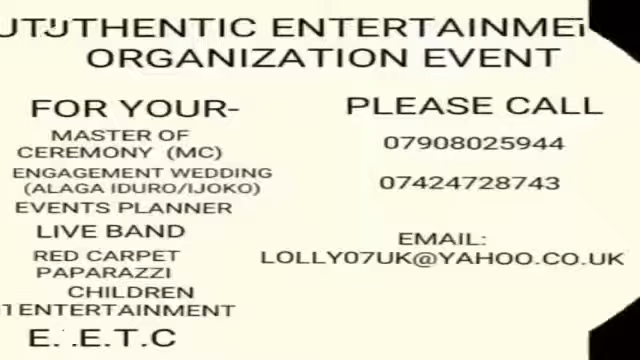 ORGANIZATION EVENT
FOR YOUR-
MASTER OF
CEREMONY (MC)
ENGAGEMENT WEDDING
(ALAGA IDURO/IJOKO)
EVENTS PLANNER
LIVE BAND
RED CARPET
PAPARAZZI
CHILDREN
ENTERTAINMENT
E. .E.T.C
PLEASE CALL
07908025944
07424728743
EMAIL:
LOLLY07UK@YAHOO.CO.UK